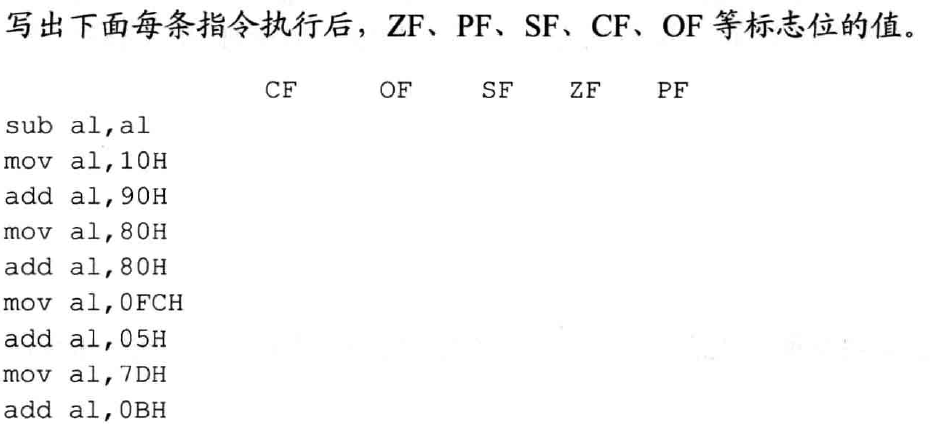 写出下面每条指令执行后，ZF、PF、SF、CF、OF 等标志位的值。
CF OF SF ZF PF
sub al,al
mov al,10H
add al,90H
mov al,80H
add al,80H
mov al,0FCH
add al,05H
mov al,7DH
add al,0BH